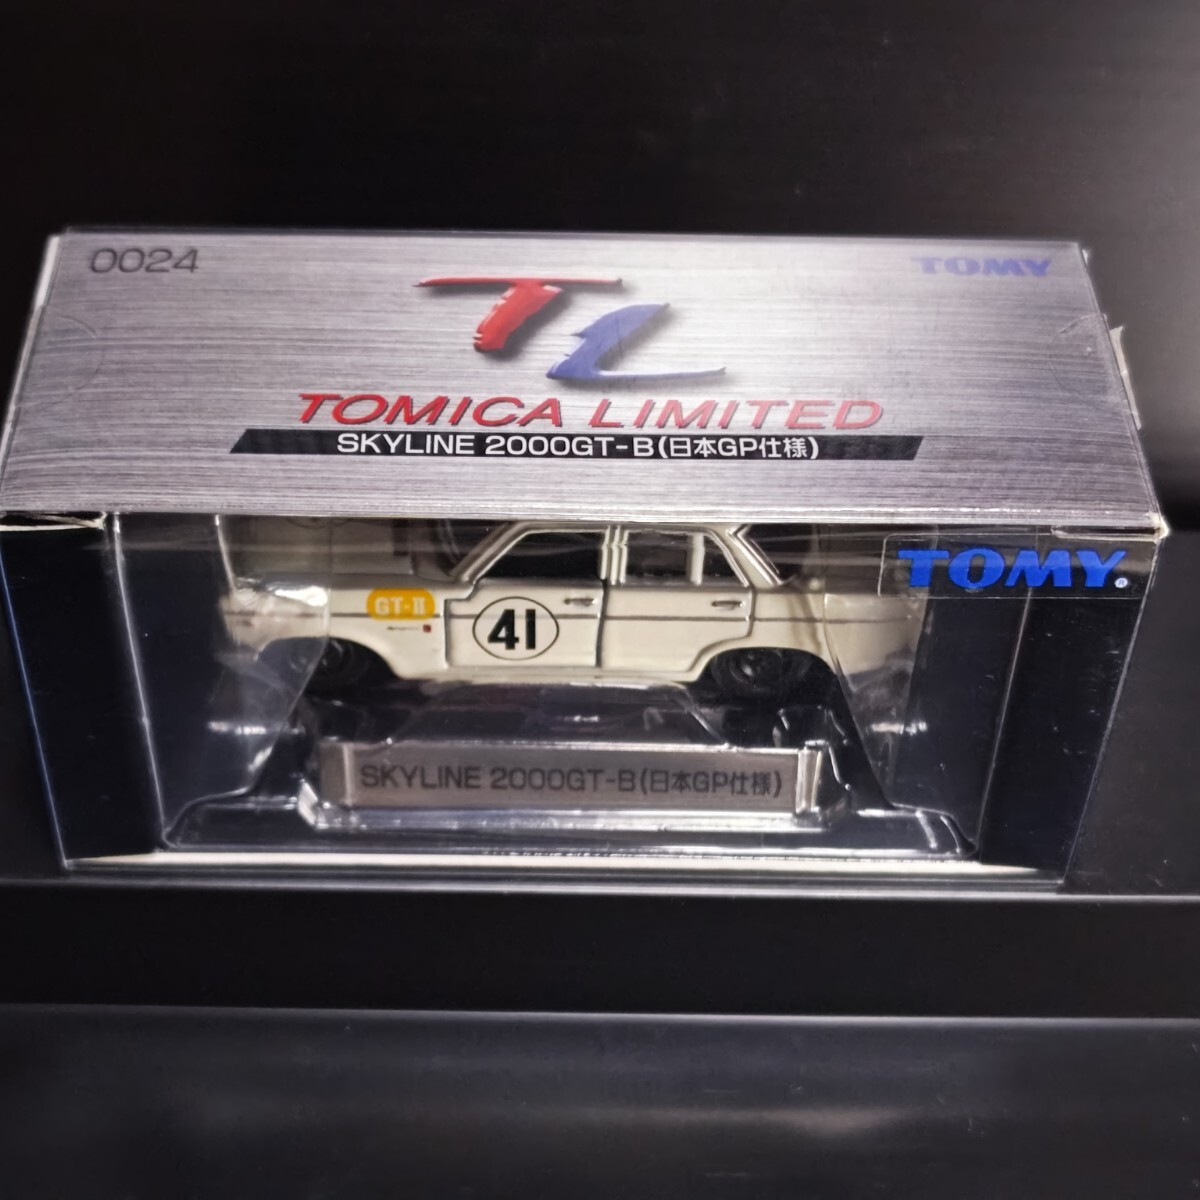 0024
TOMY
TL
TOMICA LIMITED
SKYLINE 2000GT-B(日本GP仕様)
TOMY®
GT-II
41
SKYLINE 2000GT-B(日本GP仕様)